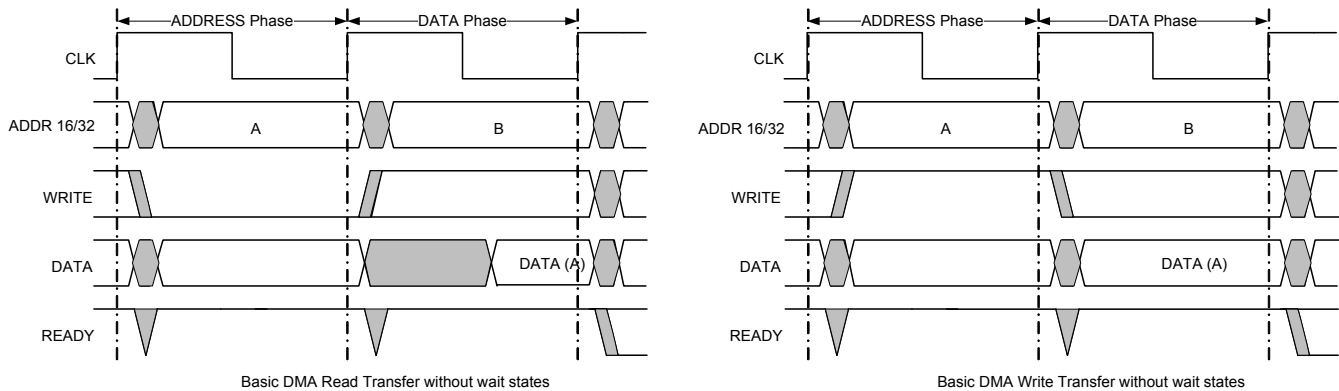 ADDRESS Phase
DATA Phase
CLK
ADDR 16/32
A
B
WRITE
DATA
DATA (A)
READY
Basic DMA Read Transfer without wait states
ADDRESS Phase
DATA Phase
CLK
ADDR 16/32
A
B
WRITE
DATA
DATA (A)
READY
Basic DMA Write Transfer without wait states